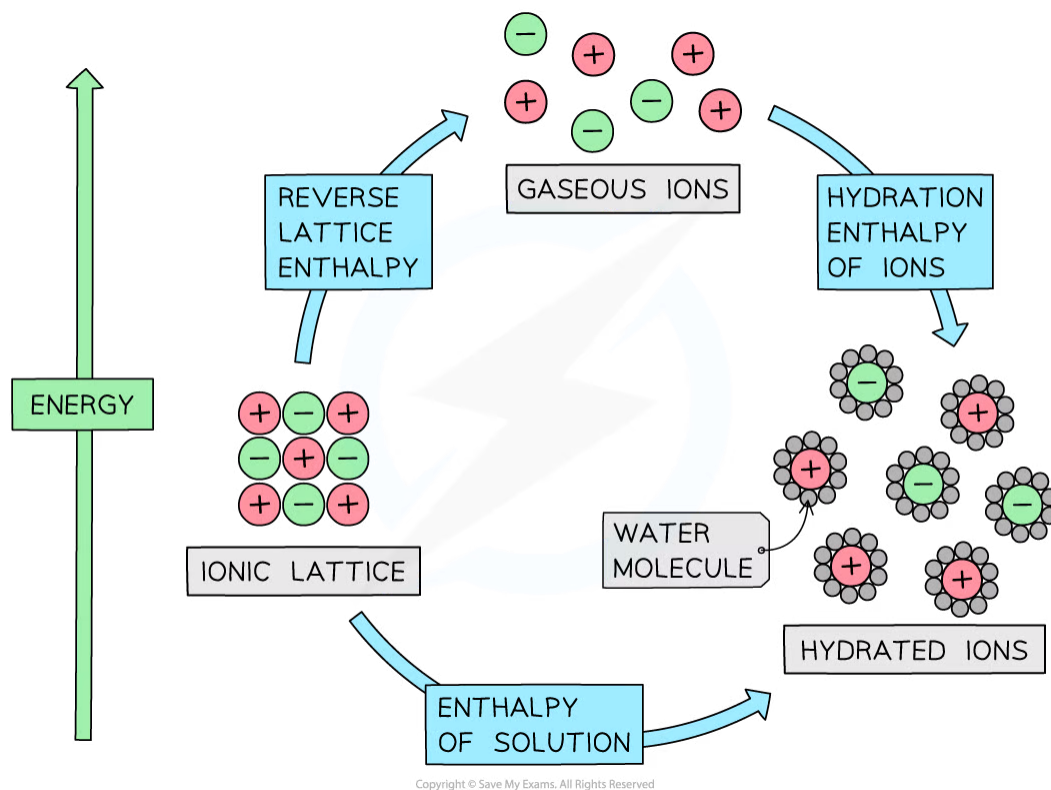 GASEOUS IONS
REVERSE
LATTICE
ENTHALPY
HYDRATION
ENTHALPY
OF IONS
ENERGY
IONIC LATTICE
WATER
MOLECULE
HYDRATED IONS
ENTHALPY
OF SOLUTION
Copyright © Save My Exams. All Rights Reserved